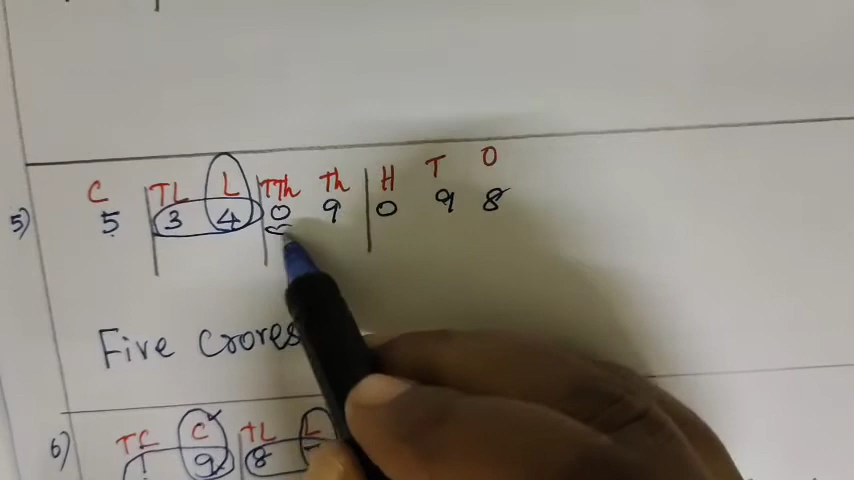 C TL L TTh Th H T O
5) 5 3 4 0 9 0 9 8
Five Crores
6) TC C TL L
1 9 8